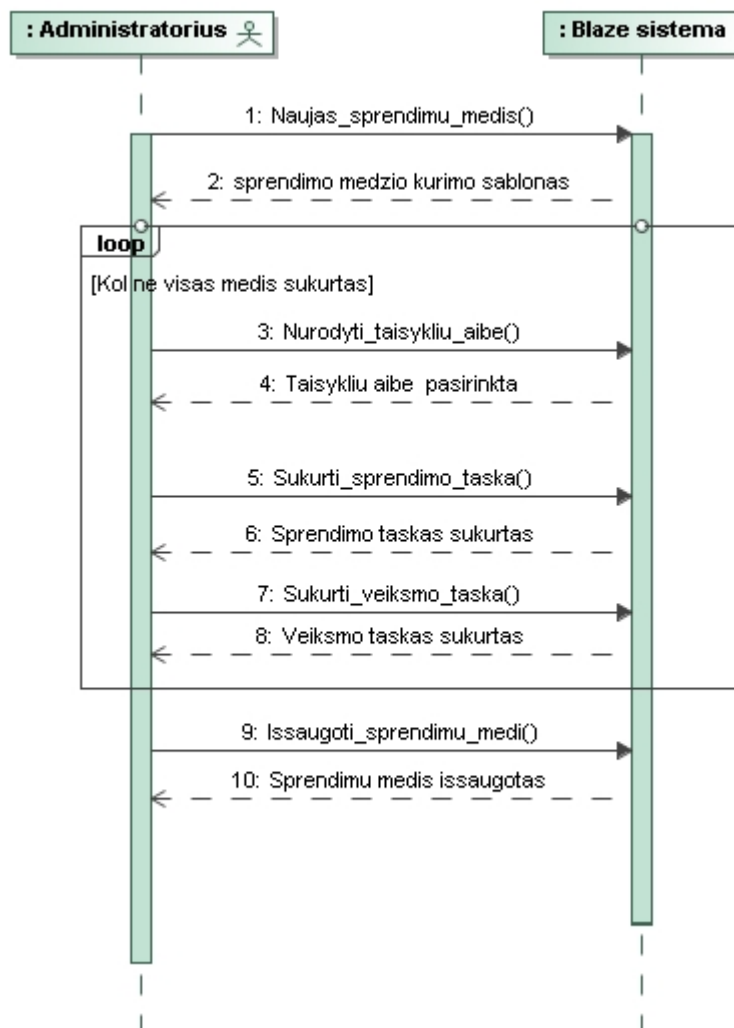 : Administratorius
: Blaze sistema
1: Naujas_sprendimu_medis()
2: sprendimo medzio kurimo sablonas
loop
[Kol ne visas medis sukurtas]
3: Nurodyti_taisykliu_aibe()
4: Taisykliu aibe pasirinkta
5: Sukurti_sprendimo_taska()
6: Sprendimo taskas sukurtas
7: Sukurti_veiksmo_taska()
8: Veiksmo taskas sukurtas
9: Issaugoti_sprendimu_medi()
10: Sprendimu medis issaugotas